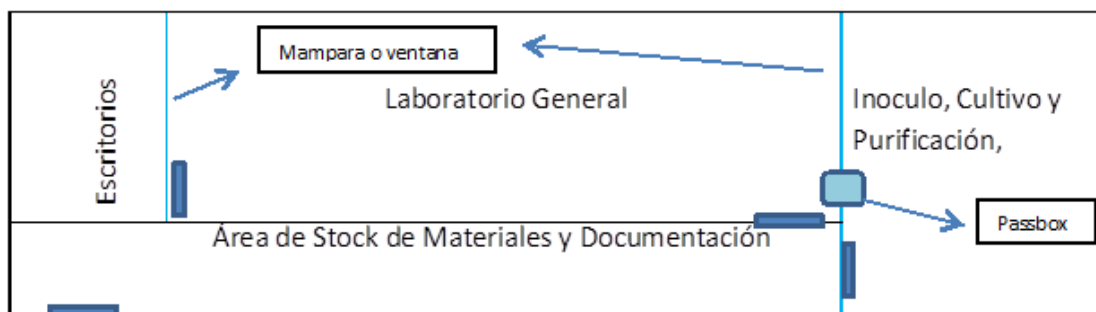 Mampara o ventana
Escritorios
Laboratorio General
Inoculo, Cultivo y
Purificación,
Passbox
Área de Stock de Materiales y Documentación